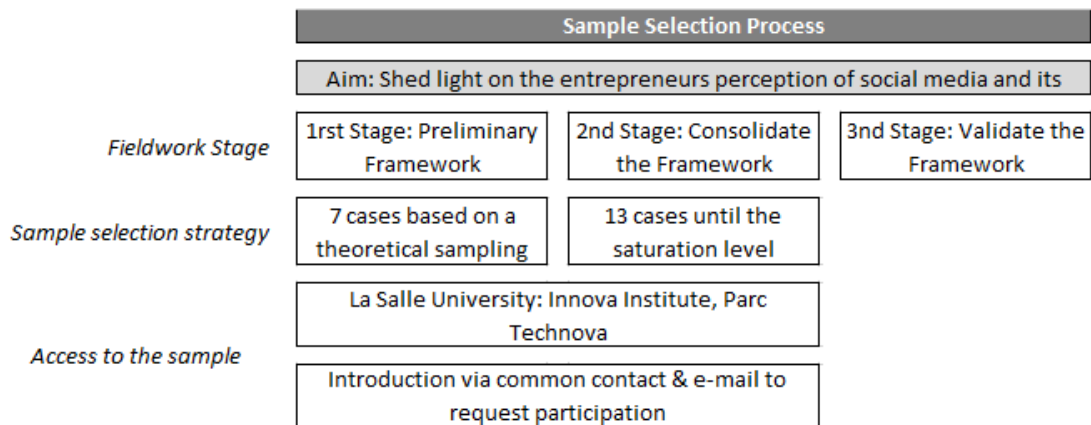 Sample Selection Process
Aim: Shed light on the entrepreneurs perception of social media and its
Fieldwork Stage
1rst Stage: Preliminary
Framework
2nd Stage: Consolidate
the Framework
3nd Stage: Validate the
Framework
Sample selection strategy
7 cases based on a
theoretical sampling
13 cases until the
saturation level
Access to the sample
La Salle University: Innova Institute, Parc
Technova
Introduction via common contact & e-mail to
request participation